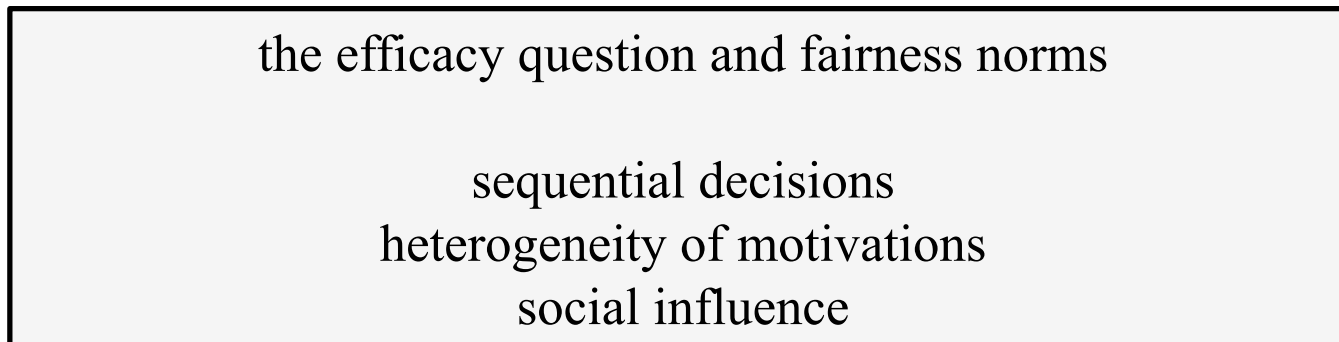 the efficacy question and fairness norms
sequential decisions
heterogeneity of motivations
social influence